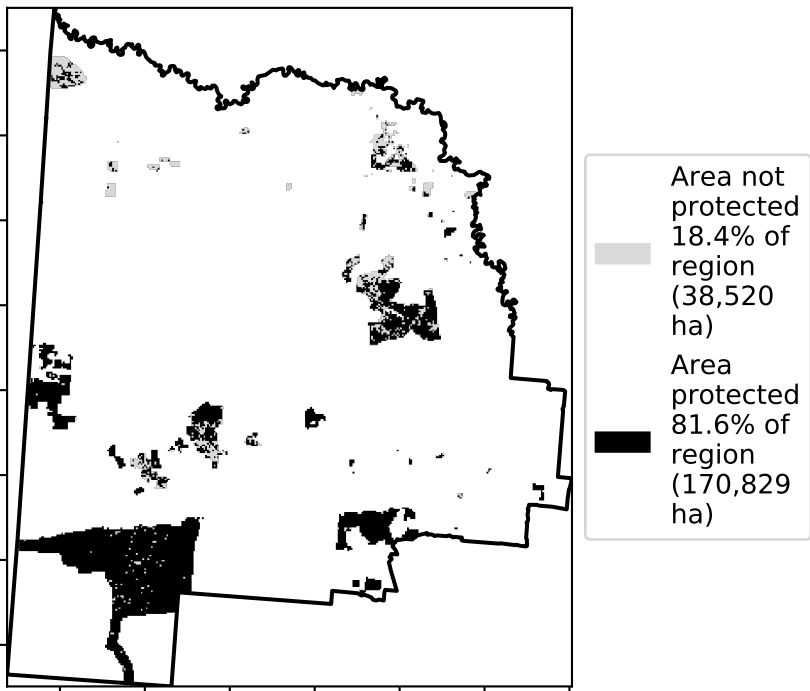 Area not
protected
18.4% of
region
(38,520
ha)
Area
protected
81.6% of
region
(170,829
ha)